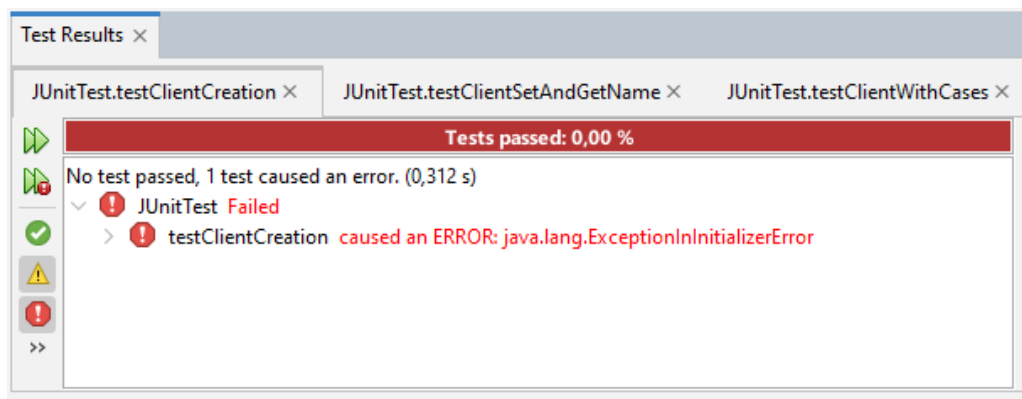 Test Results
JUnitTest.testClientCreation JUnitTest.testClientSetAndGetName JUnitTest.testClientWithCases
Tests passed: 0,00 %
No test passed, 1 test caused an error. (0,312 s)
JUnitTest Failed
testClientCreation caused an ERROR: java.lang.ExceptionInInitializerError